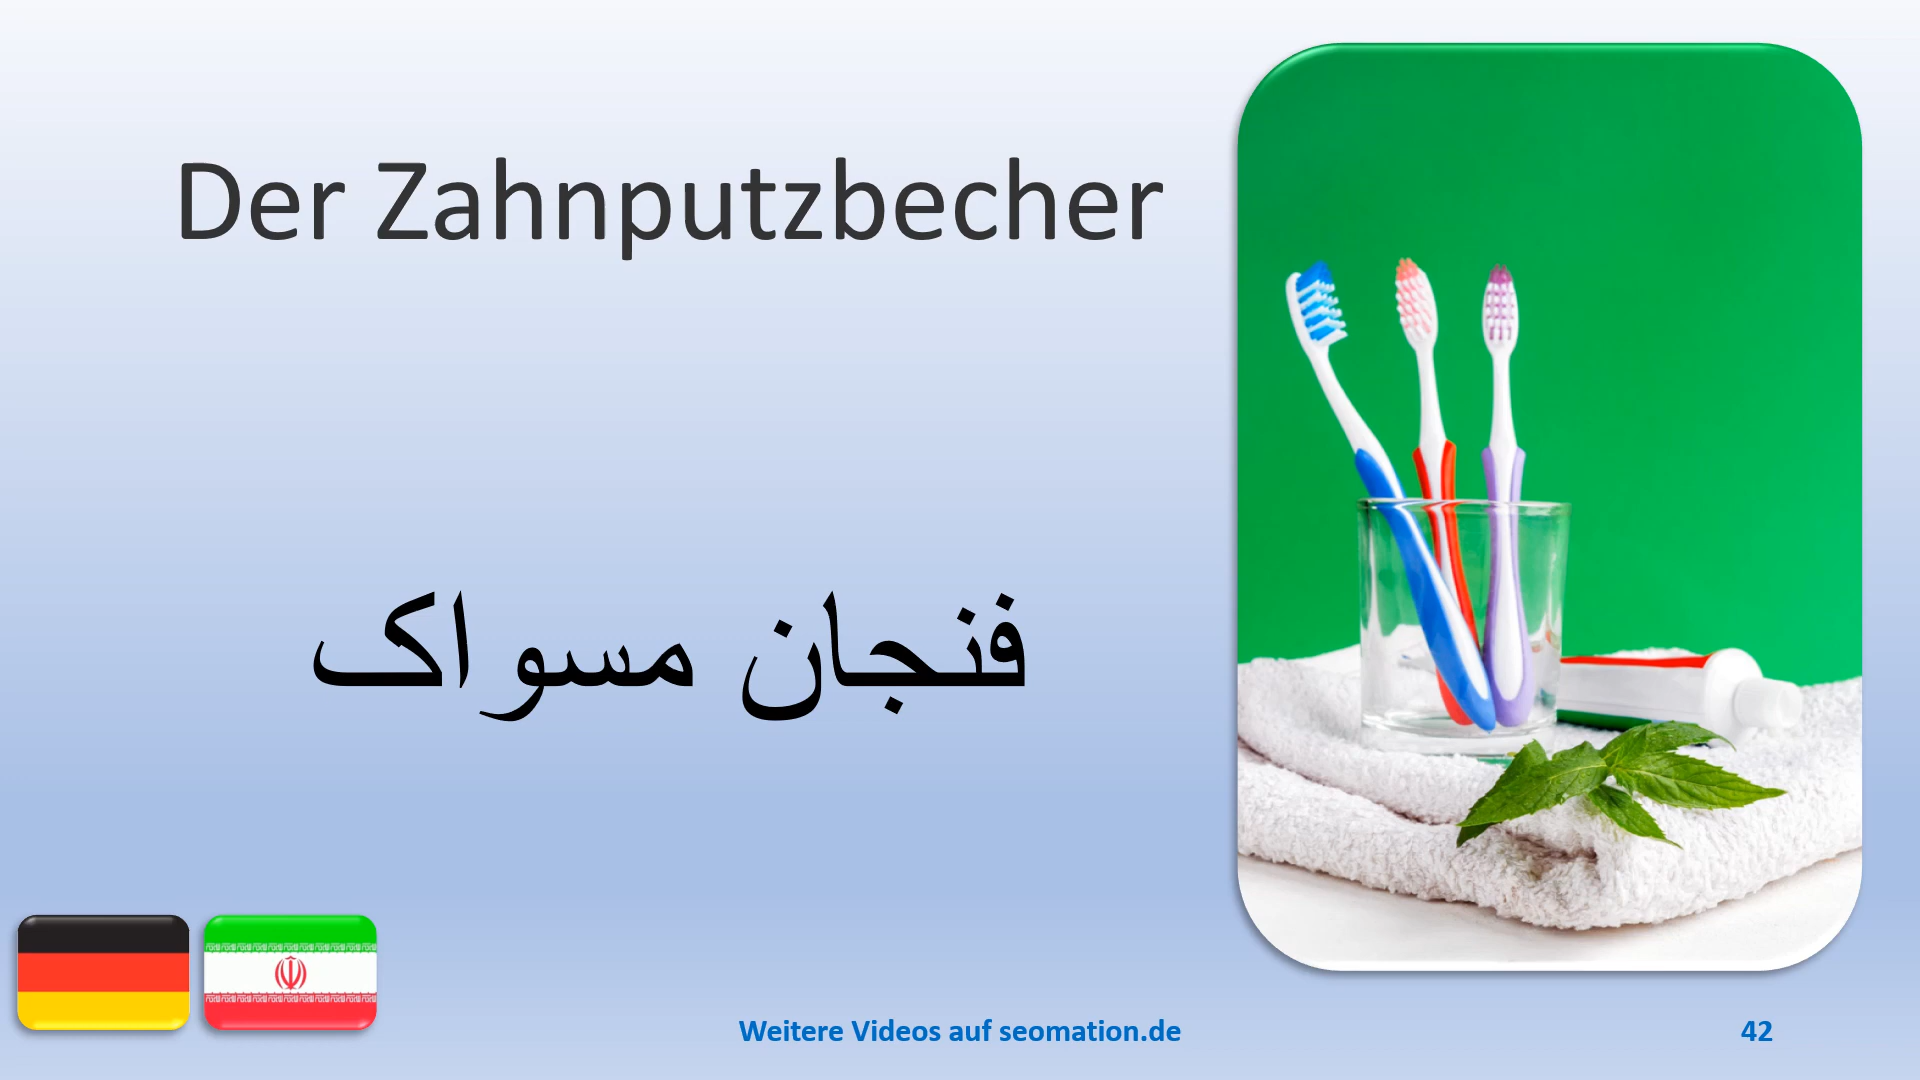 Der Zahnputzbecher
فنجان مسواک
Weitere Videos auf seomation.de
42